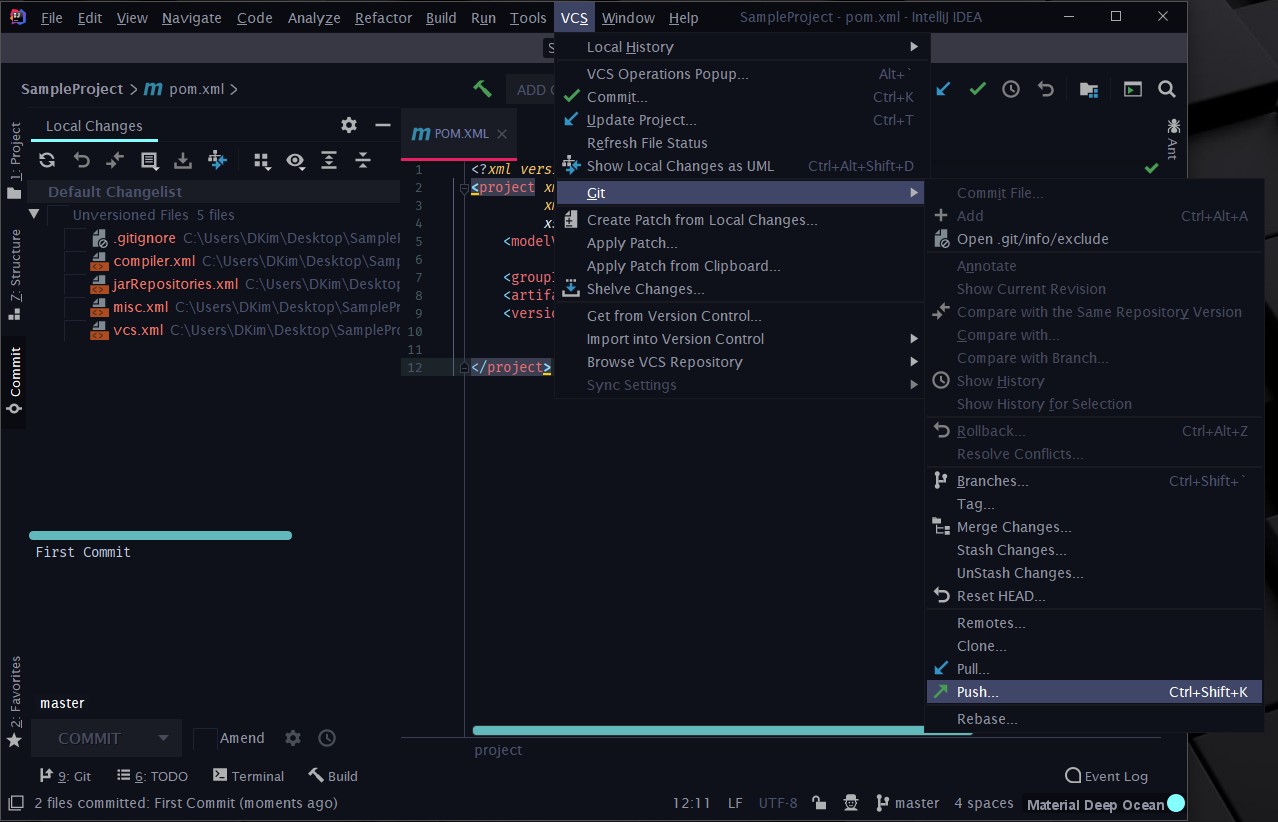 File Edit View Navigate Code Analyze Refactor Build Run Tools VCS Window Help SampleProject - pom.xml - IntelliJ IDEA
SampleProject > m pom.xml >
ADD C
Local Changes
m POM.XML
1: Project
Z: Structure
Commit
2: Favorites
Default Changelist
Unversioned Files 5 files
.gitignore C:\Users\DKim\Desktop\Sample
compiler.xml C:\Users\DKim\Desktop\Samp
jarRepositories.xml C:\Users\DKim\Deskto
misc.xml C:\Users\DKim\Desktop\SamplePr
vcs.xml C:\Users\DKim\Desktop\SamplePro
First Commit
master
COMMIT
Amend
1 <?xml vers
2 <project x
3 x
4 x
5 <model
6
7 <group
8 <artifa
9 <versio
10
11
12 </project>
project
Local History
VCS Operations Popup... Alt+`
Commit... Ctrl+K
Update Project... Ctrl+T
Refresh File Status
Show Local Changes as UML Ctrl+Alt+Shift+D
Git
Create Patch from Local Changes...
Apply Patch...
Apply Patch from Clipboard...
Shelve Changes...
Get from Version Control...
Import into Version Control
Browse VCS Repository
Sync Settings
Ant
Commit File...
Add Ctrl+Alt+A
Open .git/info/exclude
Annotate
Show Current Revision
Compare with the Same Repository Version
Compare with...
Compare with Branch...
Show History
Show History for Selection
Rollback... Ctrl+Alt+Z
Resolve Conflicts...
Branches... Ctrl+Shift+`
Tag...
Merge Changes...
Stash Changes...
UnStash Changes...
Reset HEAD...
Remotes...
Clone...
Pull...
Push... Ctrl+Shift+K
Rebase...
9: Git 6: TODO Terminal Build Event Log
2 files committed: First Commit (moments ago) 12:11 LF UTF-8 master 4 spaces Material Deep Ocean